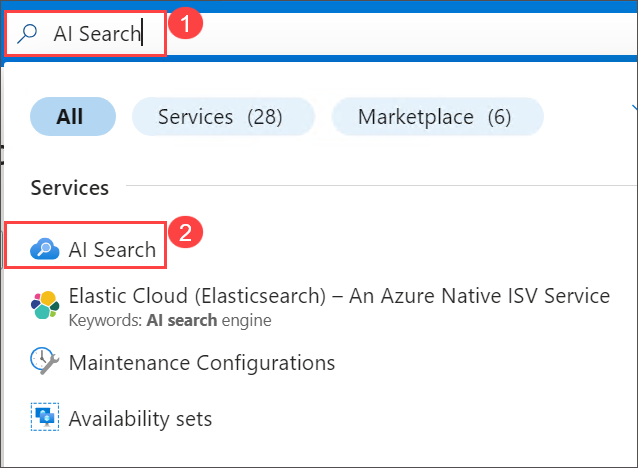 AI Search
1
All
Services (28)
Marketplace (6)
Services
2
AI Search
Elastic Cloud (Elasticsearch) – An Azure Native ISV Service
Keywords: AI search engine
Maintenance Configurations
Availability sets